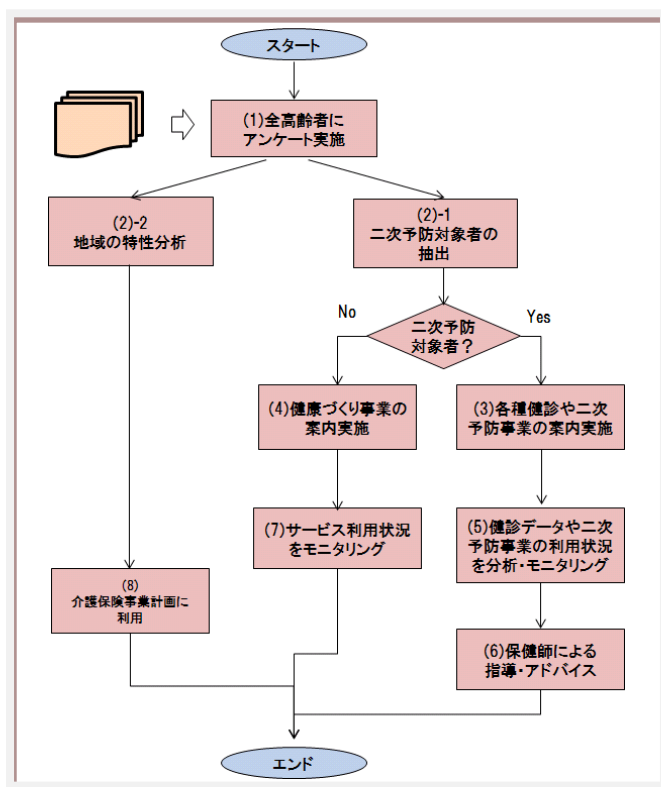 スタート
(1)全高齢者に
アンケート実施
(2)-2
地域の特性分析
(2)-1
二次予防対象者の
抽出
No
二次予防
対象者？
Yes
(4)健康づくり事業の
案内実施
(3)各種健診や二次
予防事業の案内実施
(7)サービス利用状況
をモニタリング
(5)健診データや二次
予防事業の利用状況
を分析・モニタリング
(8)
介護保険事業計画に
利用
(6)保健師による
指導・アドバイス
エンド